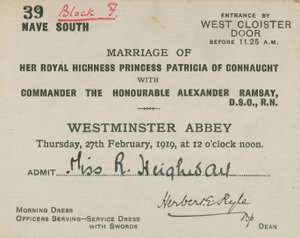 39 Block F.
NAVE SOUTH
ENTRANCE BY
WEST CLOISTER
DOOR
BEFORE 11.25 A.M.
MARRIAGE OF
HER ROYAL HIGHNESS PRINCESS PATRICIA OF CONNAUGHT
WITH
COMMANDER THE HONOURABLE ALEXANDER RAMSAY,
D.S.O., R.N.
WESTMINSTER ABBEY
Thursday, 27th February, 1919, at 12 o'clock noon.
ADMIT Miss R. Heighway
Herbert E. Ryle
MORNING DRESS
OFFICERS SERVING—SERVICE DRESS
WITH SWORDS
DEAN